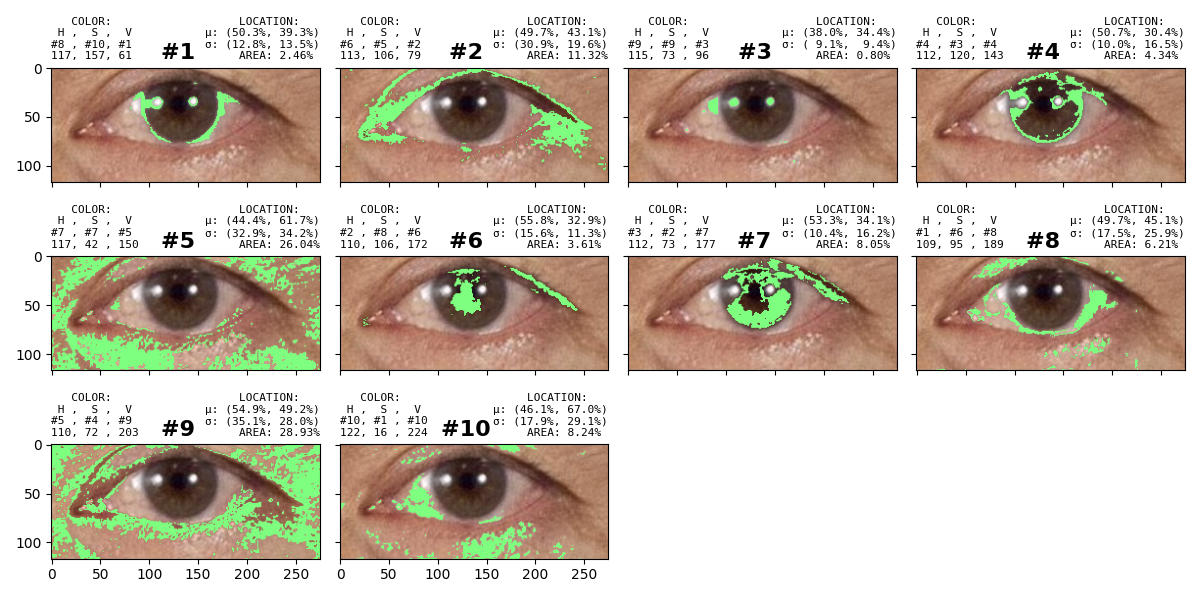 COLOR: LOCATION:
H , S , V μ: (50.3%, 39.3%)
#8 , #10, #1 σ: (12.8%, 13.5%)
117, 157, 61 #1 AREA: 2.46%
COLOR: LOCATION:
H , S , V μ: (49.7%, 43.1%)
#6 , #5 , #2 σ: (30.9%, 19.6%)
113, 106, 79 #2 AREA: 11.32%
COLOR: LOCATION:
H , S , V μ: (38.0%, 34.4%)
#9 , #9 , #3 σ: ( 9.1%, 9.4%)
115, 73 , 96 #3 AREA: 0.80%
COLOR: LOCATION:
H , S , V μ: (50.7%, 30.4%)
#4 , #3 , #4 σ: (10.0%, 16.5%)
112, 120, 143 #4 AREA: 4.34%
0
50
100
COLOR: LOCATION:
H , S , V μ: (44.4%, 61.7%)
#7 , #7 , #5 σ: (32.9%, 34.2%)
117, 42 , 150 #5 AREA: 26.04%
COLOR: LOCATION:
H , S , V μ: (55.8%, 32.9%)
#2 , #8 , #6 σ: (15.6%, 11.3%)
110, 106, 172 #6 AREA: 3.61%
COLOR: LOCATION:
H , S , V μ: (53.3%, 34.1%)
#3 , #2 , #7 σ: (10.4%, 16.2%)
112, 73 , 177 #7 AREA: 8.05%
COLOR: LOCATION:
H , S , V μ: (49.7%, 45.1%)
#1 , #6 , #8 σ: (17.5%, 25.9%)
109, 95 , 189 #8 AREA: 6.21%
0
50
100
COLOR: LOCATION:
H , S , V μ: (54.9%, 49.2%)
#5 , #4 , #9 σ: (35.1%, 28.0%)
110, 72 , 203 #9 AREA: 28.93%
COLOR: LOCATION:
H , S , V μ: (46.1%, 67.0%)
#10, #1 , #10 σ: (17.9%, 29.1%)
122, 16 , 224 #10 AREA: 8.24%
0
50
100
0 50 100 150 200 250
0 50 100 150 200 250